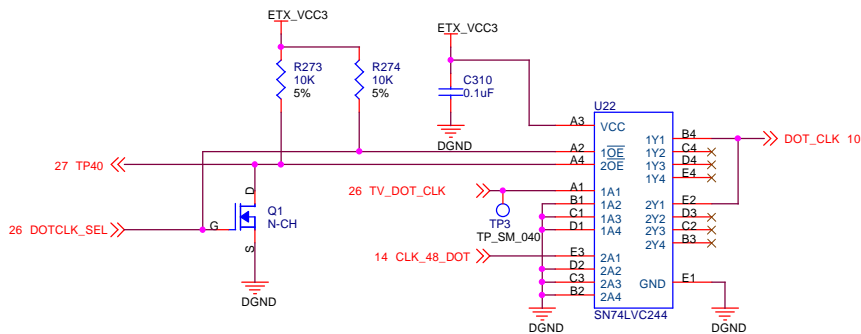 ETX_VCC3
ETX_VCC3
R273
10K
5%
R274
10K
5%
C310
0.1uF
DGND
U22
A3 VCC
A2 1OE
A4 2OE
A1 1A1
B1 1A2
C1 1A3
D1 1A4
E3 2A1
D2 2A2
C3 2A3
B2 2A4
1Y1 B4
1Y2 C4
1Y3 D4
1Y4 E4
2Y1 E2
2Y2 D3
2Y3 C2
2Y4 B3
GND E1
SN74LVC244
DOT_CLK 10
27 TP40
26 TV_DOT_CLK
TP3
TP_SM_040
26 DOTCLK_SEL
G
D
S
Q1
N-CH
14 CLK_48_DOT
DGND
DGND
DGND